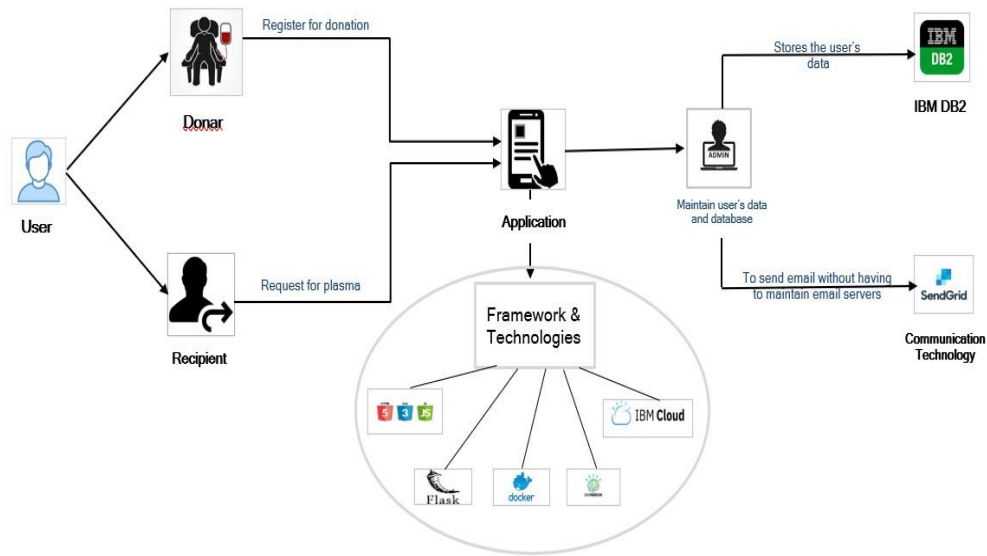 Register for donation
Donar
User
Request for plasma
Recipient
Application
ADMIN
Maintain user's data
and database
Stores the user's
data
IBM
DB2
IBM DB2
To send email without having
to maintain email servers
SendGrid
Communication
Technology
Framework &
Technologies
5 3 JS
IBM Cloud
Flask
docker